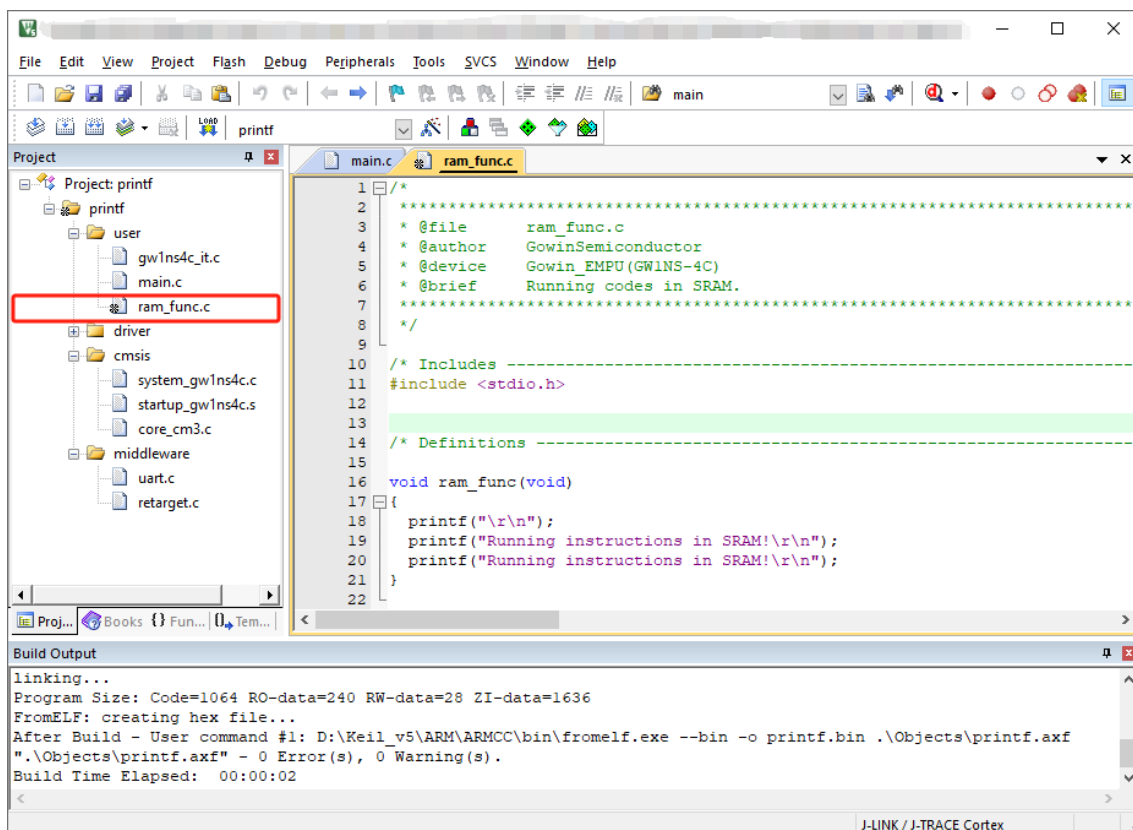 File Edit View Project Flash Debug Peripherals Tools SVCS Window Help
main
LOAD printf
Project
main.c ram_func.c
Project: printf
printf
user
gw1ns4c_it.c
main.c
ram_func.c
driver
cmsis
system_gw1ns4c.c
startup_gw1ns4c.s
core_cm3.c
middleware
uart.c
retarget.c
Proj... Books {} Fun... Tem...
1 /*
2 ****************************************************************************
3 * @file ram_func.c
4 * @author GowinSemiconductor
5 * @device Gowin_EMPU(GW1NS-4C)
6 * @brief Running codes in SRAM.
7 ****************************************************************************
8 */
9
10 /* Includes ----------------------------------------------------------------
11 #include <stdio.h>
12
13
14 /* Definitions -------------------------------------------------------------
15
16 void ram_func(void)
17 {
18 printf("\r\n");
19 printf("Running instructions in SRAM!\r\n");
20 printf("Running instructions in SRAM!\r\n");
21 }
22
Build Output
linking...
Program Size: Code=1064 RO-data=240 RW-data=28 ZI-data=1636
FromELF: creating hex file...
After Build - User command #1: D:\Keil_v5\ARM\ARMCC\bin\fromelf.exe --bin -o printf.bin .\Objects\printf.axf
".\Objects\printf.axf" - 0 Error(s), 0 Warning(s).
Build Time Elapsed: 00:00:02
J-LINK / J-TRACE Cortex